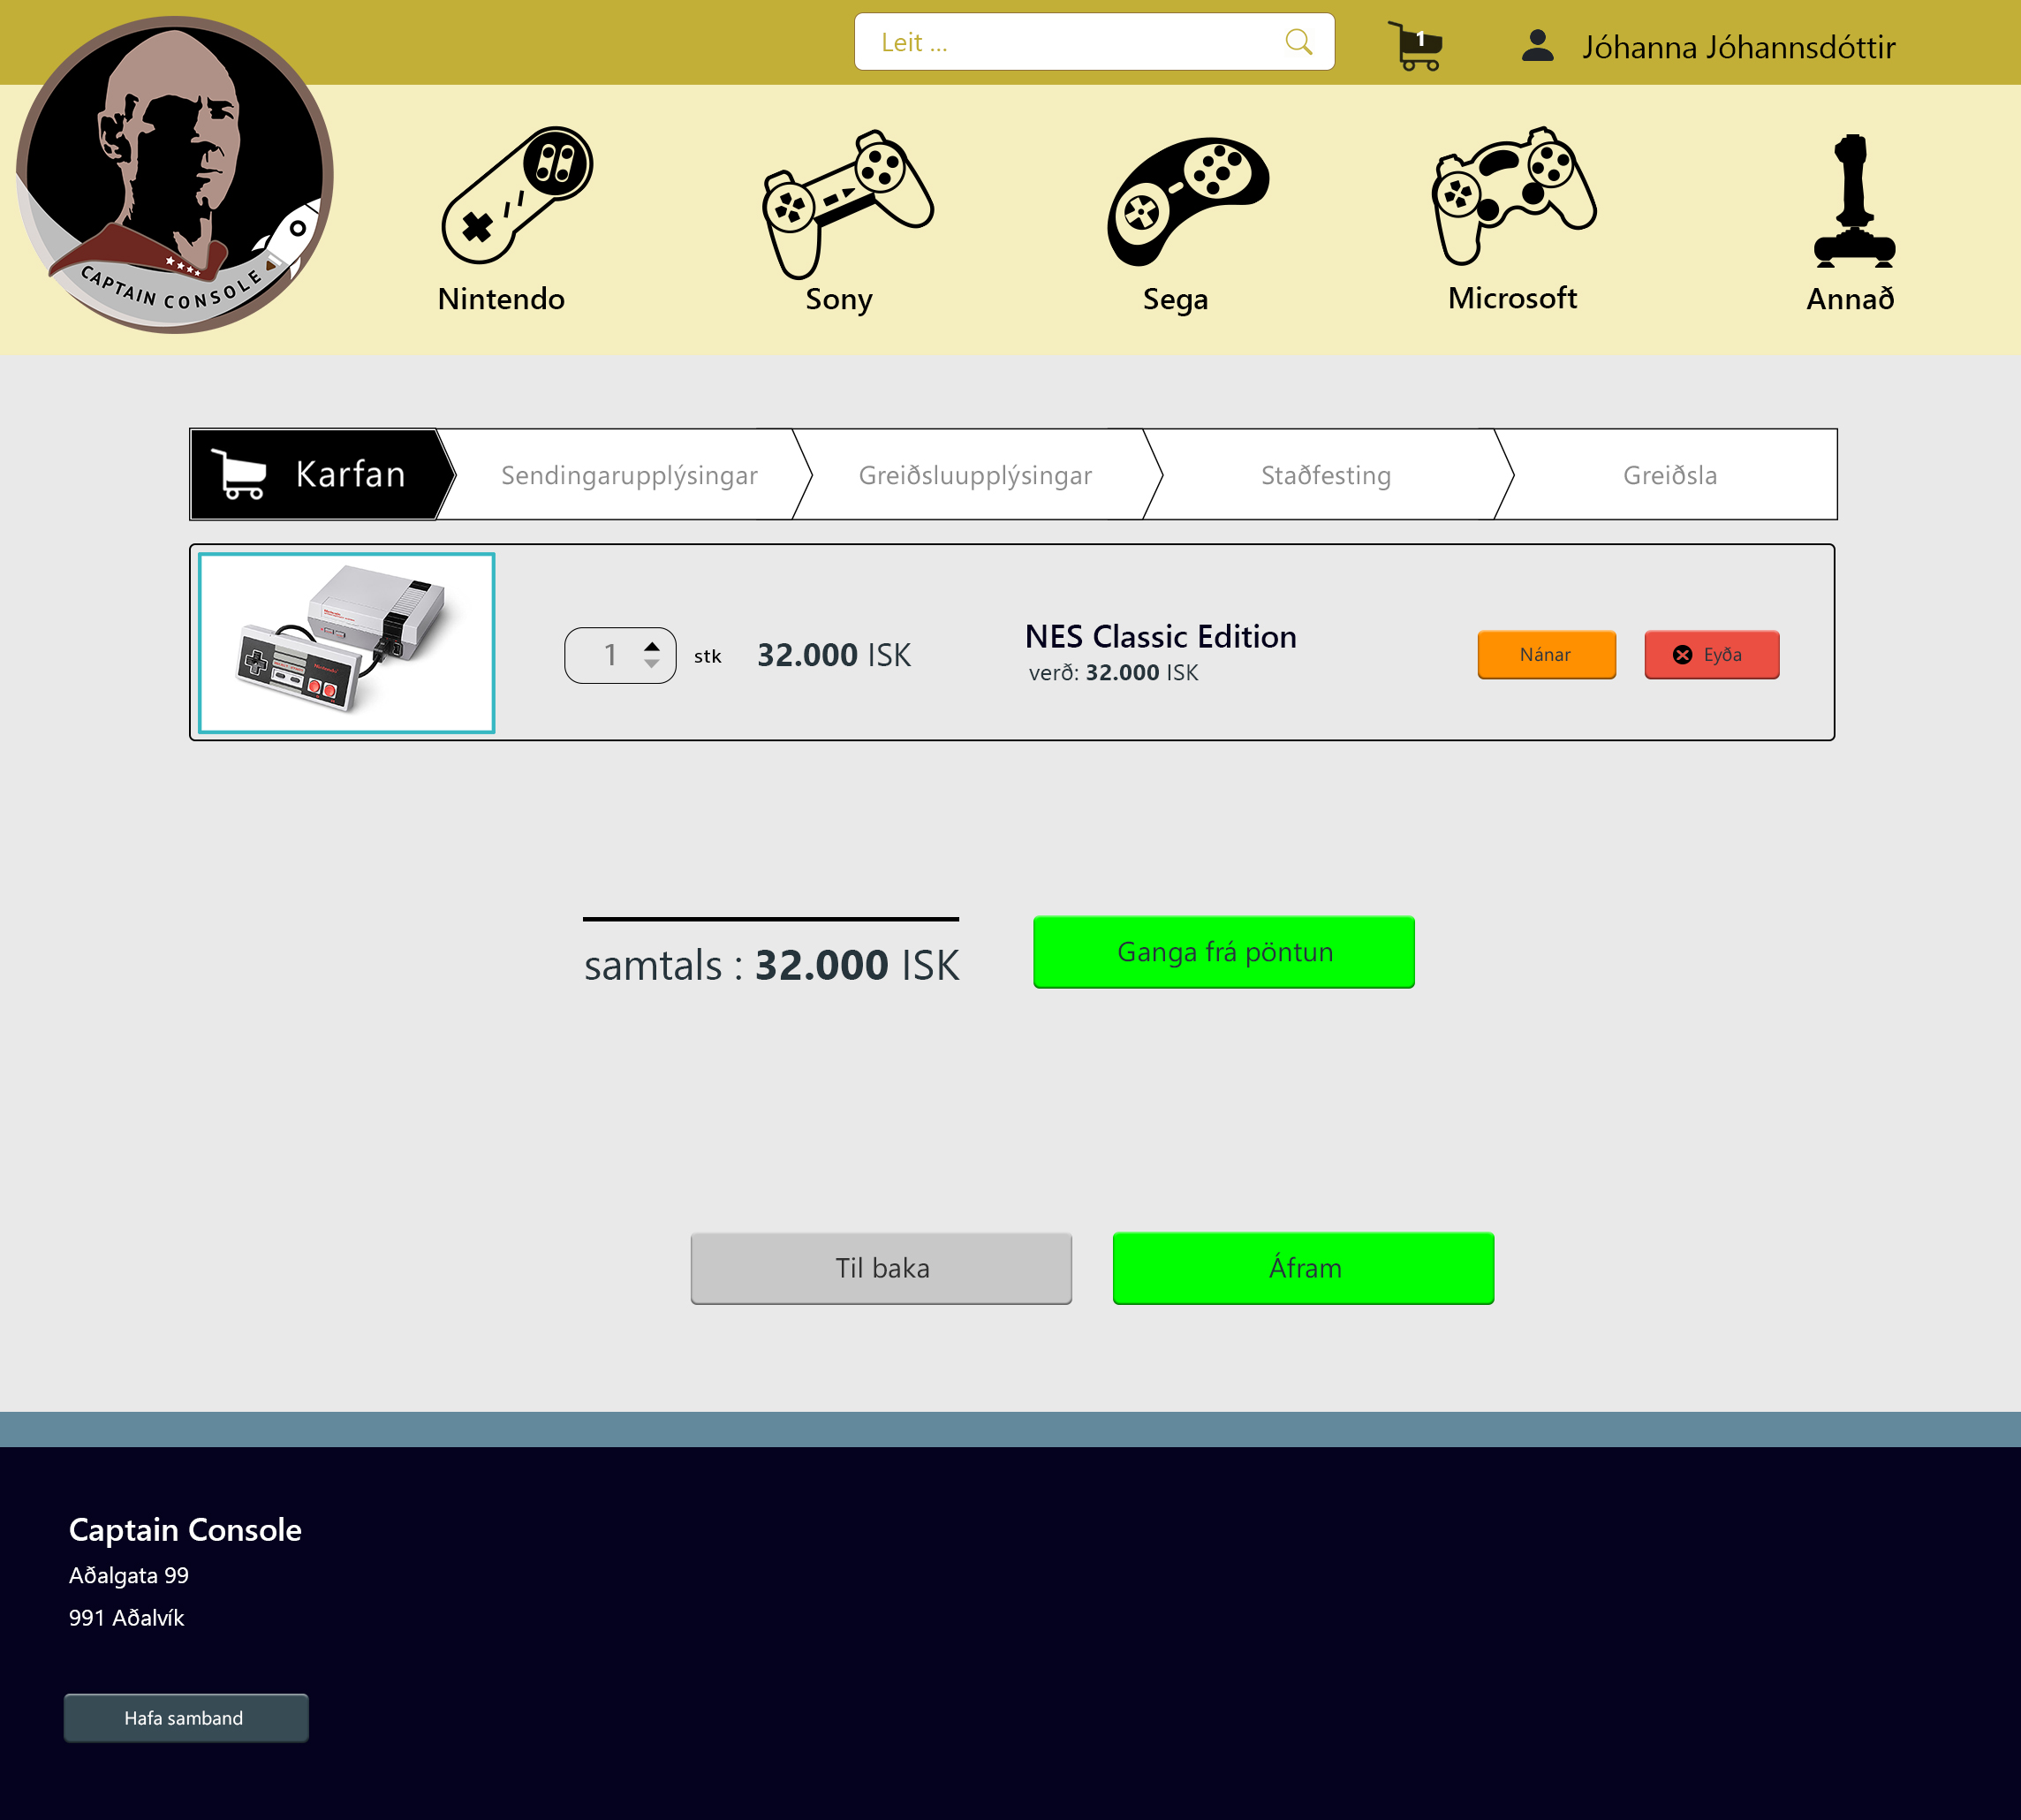 Leit ...
1
Jóhanna Jóhannsdóttir
CAPTAIN CONSOLE
Nintendo
Sony
Sega
Microsoft
Annað
Karfan
Sendingarupplýsingar
Greiðsluupplýsingar
Staðfesting
Greiðsla
1
stk
32.000 ISK
NES Classic Edition
verð: 32.000 ISK
Nánar
Eyða
samtals : 32.000 ISK
Ganga frá pöntun
Til baka
Áfram
Captain Console
Aðalgata 99
991 Aðalvík
Hafa samband